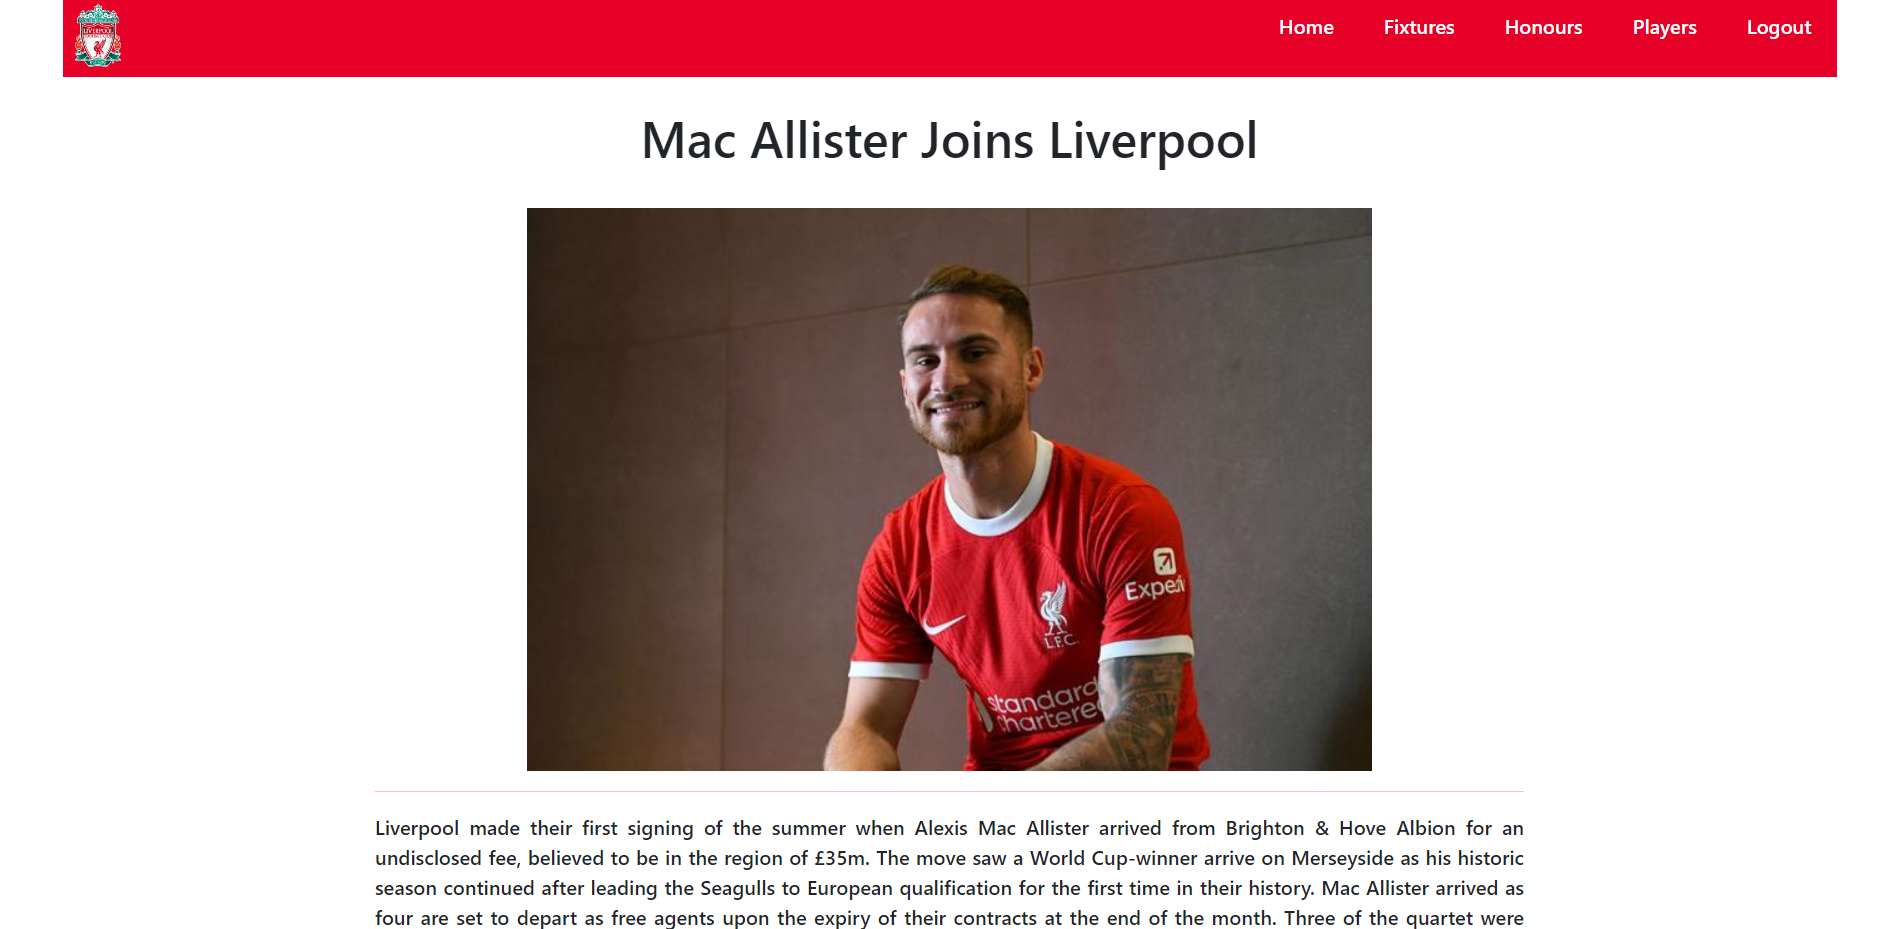 LIVERPOOL
Home Fixtures Honours Players Logout
Mac Allister Joins Liverpool
Expedi
L.F.C.
standard
chartered
Liverpool made their first signing of the summer when Alexis Mac Allister arrived from Brighton & Hove Albion for an
undisclosed fee, believed to be in the region of £35m. The move saw a World Cup-winner arrive on Merseyside as his historic
season continued after leading the Seagulls to European qualification for the first time in their history. Mac Allister arrived as
four are set to depart as free agents upon the expiry of their contracts at the end of the month. Three of the quartet were